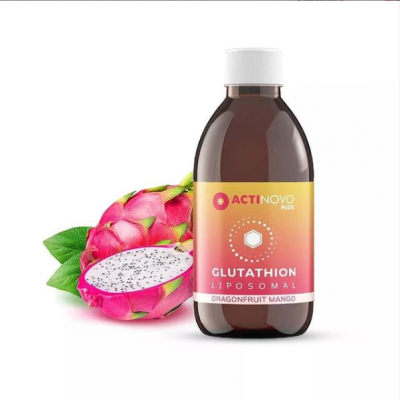 ACTINOVO
PLUS
GLUTATHION
LIPOSOMAL
DRAGONFRUIT MANGO